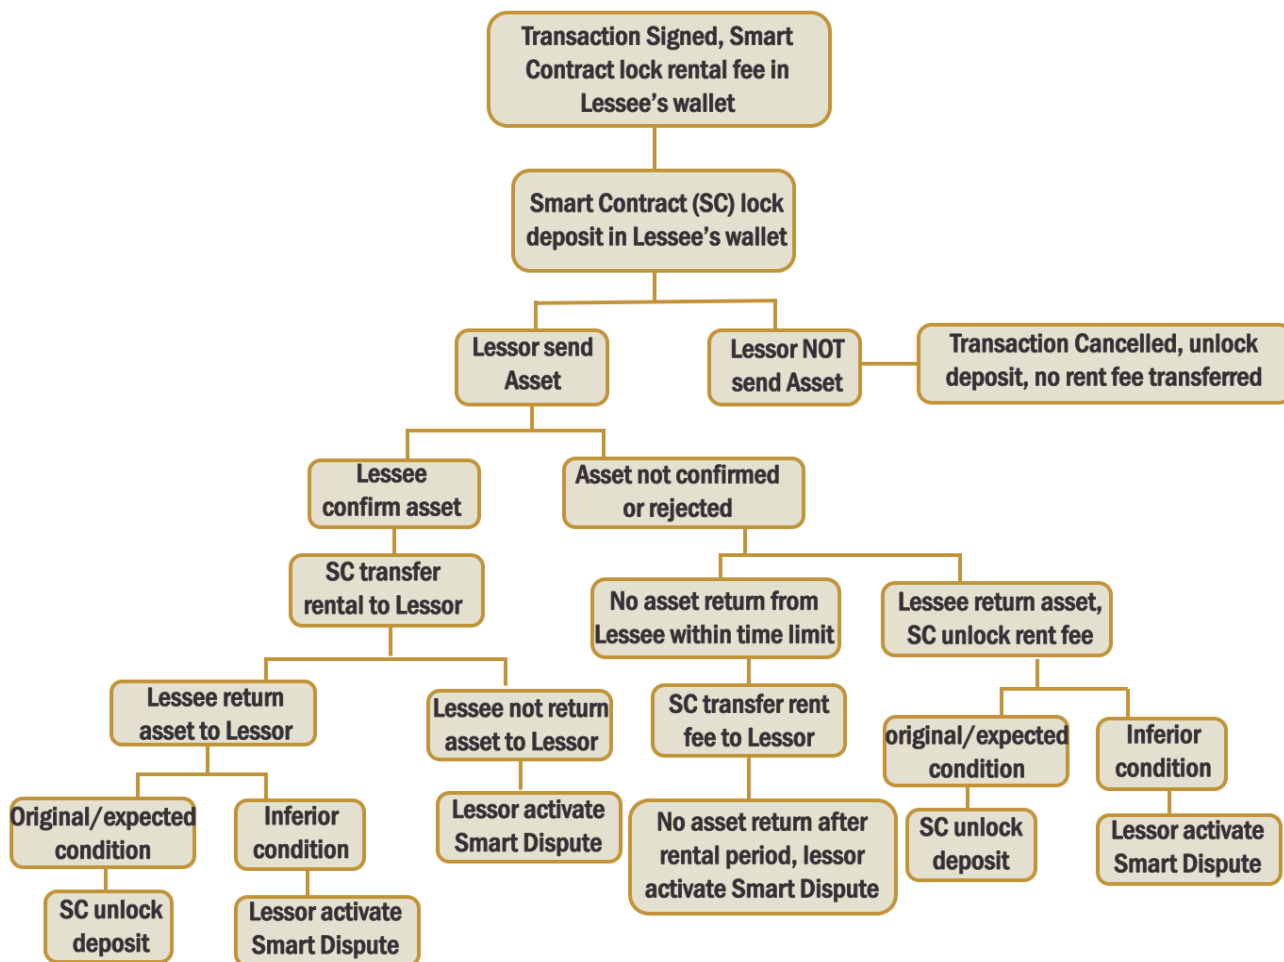 Transaction Signed, Smart
Contract lock rental fee in
Lessee's wallet
Smart Contract (SC) lock
deposit in Lessee's wallet
Lessor send
Asset
Lessor NOT
send Asset
Transaction Cancelled, unlock
deposit, no rent fee transferred
Lessee
confirm asset
Asset not confirmed
or rejected
SC transfer
rental to Lessor
No asset return from
Lessee within time limit
Lessee return asset,
SC unlock rent fee
Lessee return
asset to Lessor
Lessee not return
asset to Lessor
SC transfer rent
fee to Lessor
original/expected
condition
Inferior
condition
Original/expected
condition
Inferior
condition
Lessor activate
Smart Dispute
No asset return after
rental period, lessor
activate Smart Dispute
SC unlock
deposit
Lessor activate
Smart Dispute
SC unlock
deposit
Lessor activate
Smart Dispute